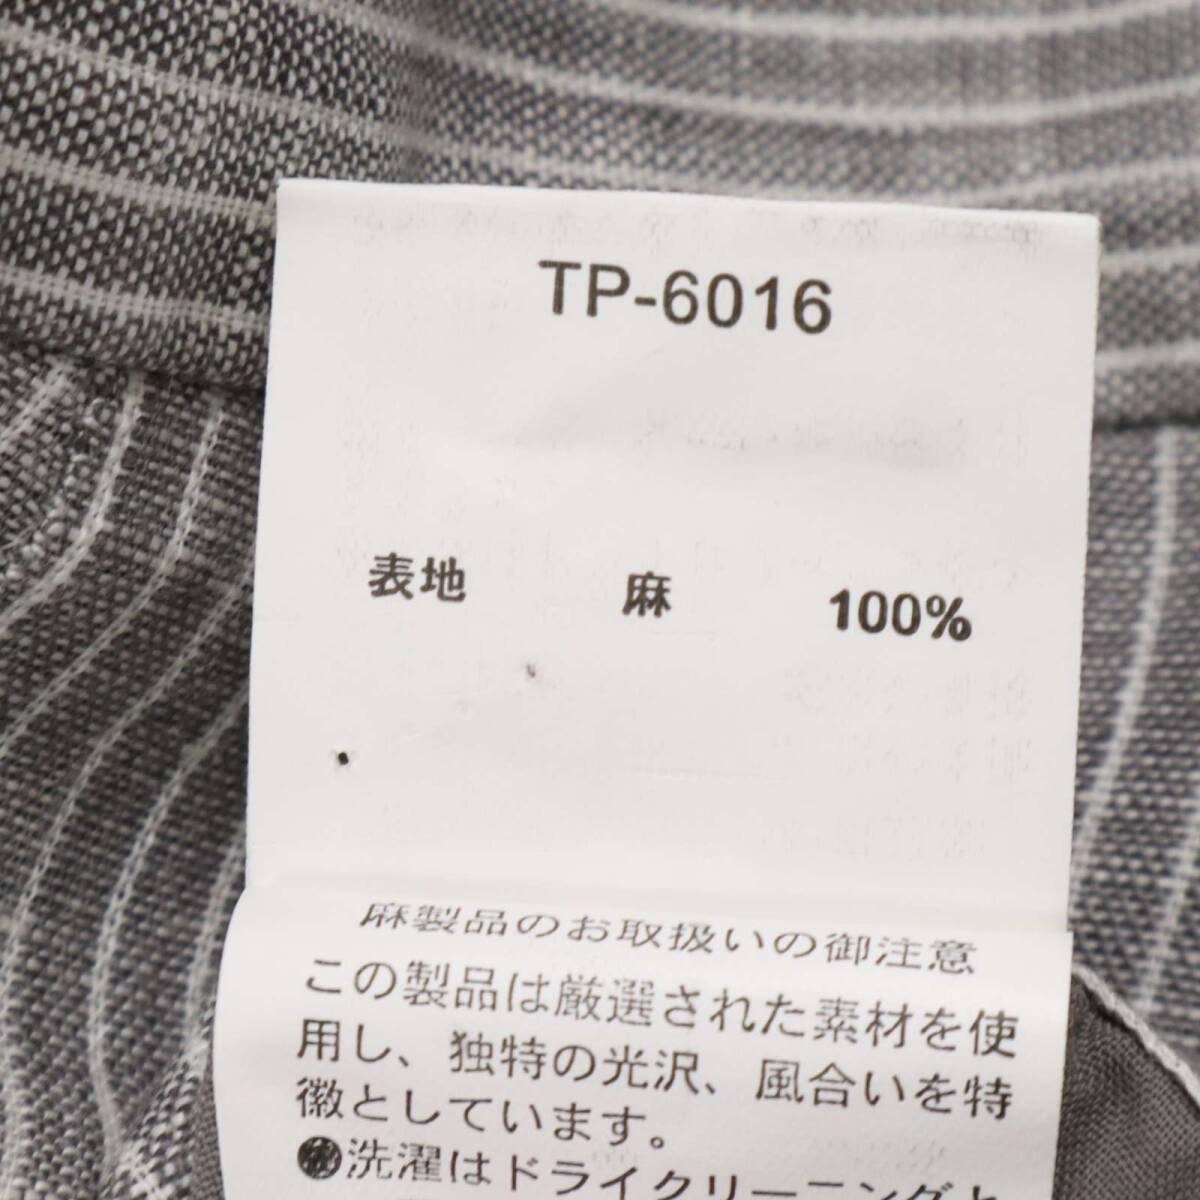 TP-6016
表地 麻 100%
麻製品のお取扱いの御注意
この製品は厳選された素材を使
用し、独特の光沢、風合いを特
徴としています。
●洗濯はドライクリーニングと